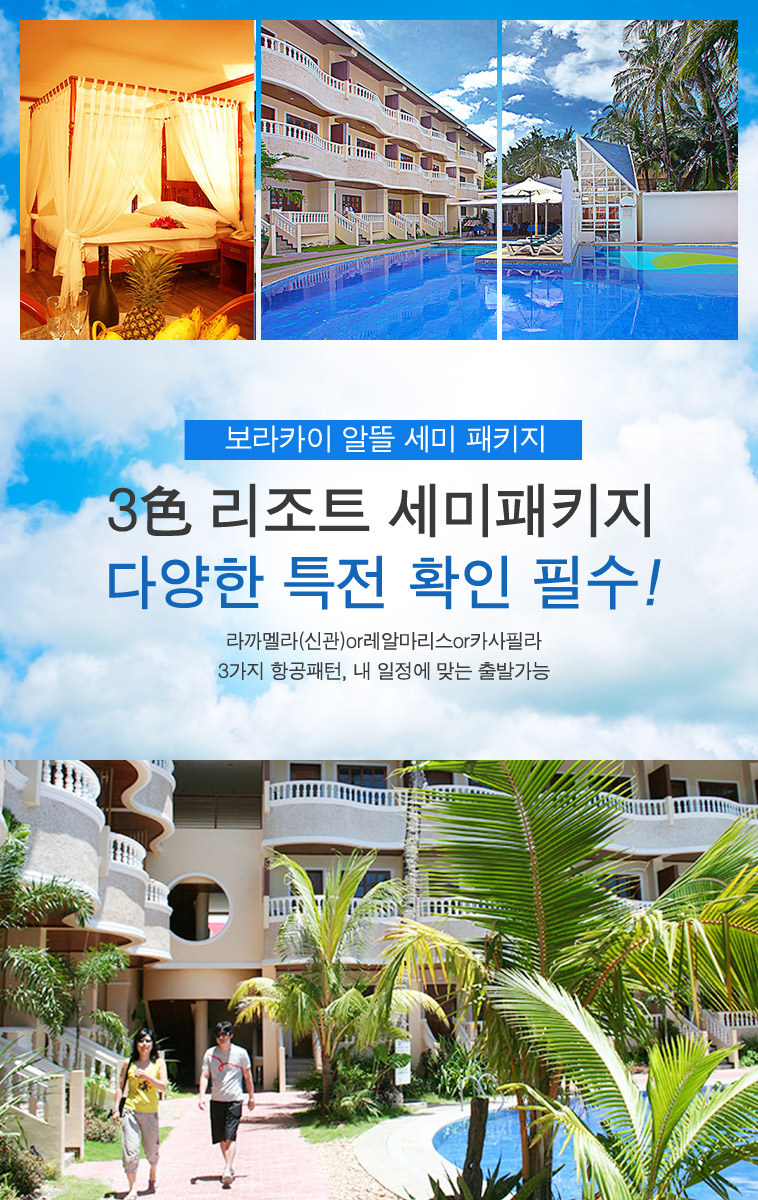 보라카이 알뜰 세미 패키지
3色 리조트 세미패키지
다양한 특전 확인 필수!
라까멜라(신관)or레알마리스or카사필라
3가지 항공패턴, 내 일정에 맞는 출발가능